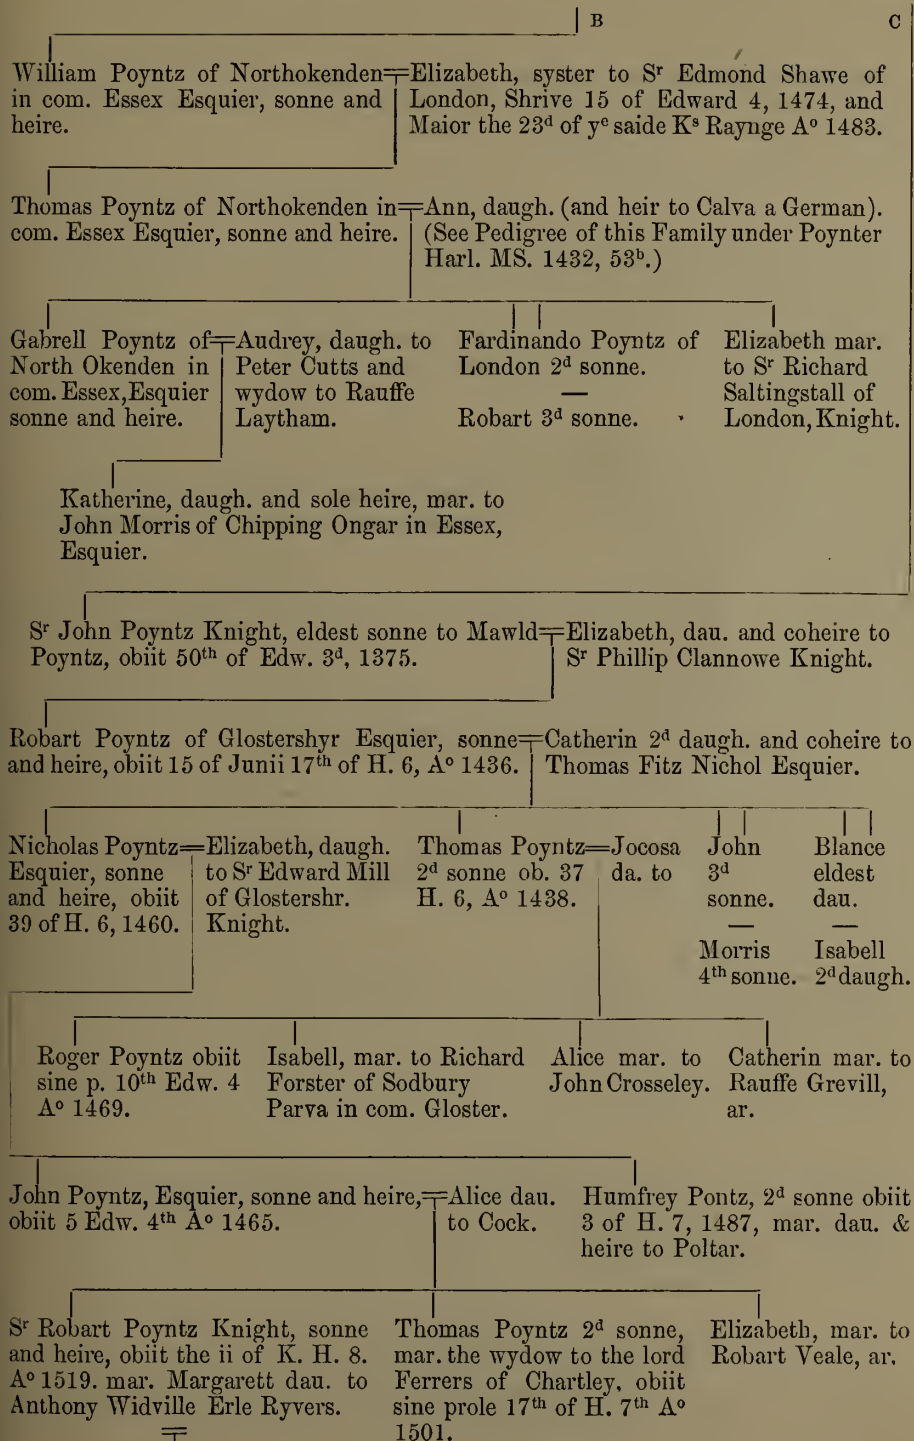 B C
William Poyntz of Northokenden=Elizabeth, syster to Sʳ Edmond Shawe of
in com. Essex Esquier, sonne and London, Shrive 15 of Edward 4, 1474, and
heire. Maior the 23ᵈ of yᵉ saide Kˢ Raynge Aº 1483.
Thomas Poyntz of Northokenden in=Ann, daugh. (and heir to Calva a German).
com. Essex Esquier, sonne and heire. (See Pedigree of this Family under Poynter
Harl. MS. 1432, 53ᵇ.)
Gabrell Poyntz of=Audrey, daugh. to Fardinando Poyntz of Elizabeth mar.
North Okenden in Peter Cutts and London 2ᵈ sonne. to Sʳ Richard
com. Essex, Esquier wydow to Rauffe — Saltingstall of
sonne and heire. Laytham. Robart 3ᵈ sonne. London, Knight.
Katherine, daugh. and sole heire, mar. to
John Morris of Chipping Ongar in Essex,
Esquier.
Sʳ John Poyntz Knight, eldest sonne to Mawld=Elizabeth, dau. and coheire to
Poyntz, obiit 50ᵗʰ of Edw. 3ᵈ, 1375. Sʳ Phillip Clannowe Knight.
Robart Poyntz of Glostershyr Esquier, sonne=Catherin 2ᵈ daugh. and coheire to
and heire, obiit 15 of Junii 17ᵗʰ of H. 6, Aº 1436. Thomas Fitz Nichol Esquier.
Nicholas Poyntz=Elizabeth, daugh. Thomas Poyntz=Jocosa John Blance
Esquier, sonne to Sʳ Edward Mill 2ᵈ sonne ob. 37 da. to 3ᵈ eldest
and heire, obiit of Glostershr. H. 6, Aº 1438. sonne. dau.
39 of H. 6, 1460. Knight. — —
Morris Isabell
4ᵗʰ sonne. 2ᵈ daugh.
Roger Poyntz obiit Isabell, mar. to Richard Alice mar. to Catherin mar. to
sine p. 10ᵗʰ Edw. 4 Forster of Sodbury John Crosseley. Rauffe Grevill,
Aº 1469. Parva in com. Gloster. ar.
John Poyntz, Esquier, sonne and heire,=Alice dau. Humfrey Pontz, 2ᵈ sonne obiit
obiit 5 Edw. 4ᵗʰ Aº 1465. to Cock. 3 of H. 7, 1487, mar. dau. &
heire to Poltar.
Sʳ Robart Poyntz Knight, sonne Thomas Poyntz 2ᵈ sonne, Elizabeth, mar. to
and heire, obiit the ii of K. H. 8. mar. the wydow to the lord Robart Veale, ar.
Aº 1519. mar. Margarett dau. to Ferrers of Chartley, obiit
Anthony Widville Erle Ryvers. sine prole 17ᵗʰ of H. 7ᵗʰ Aº
= 1501.